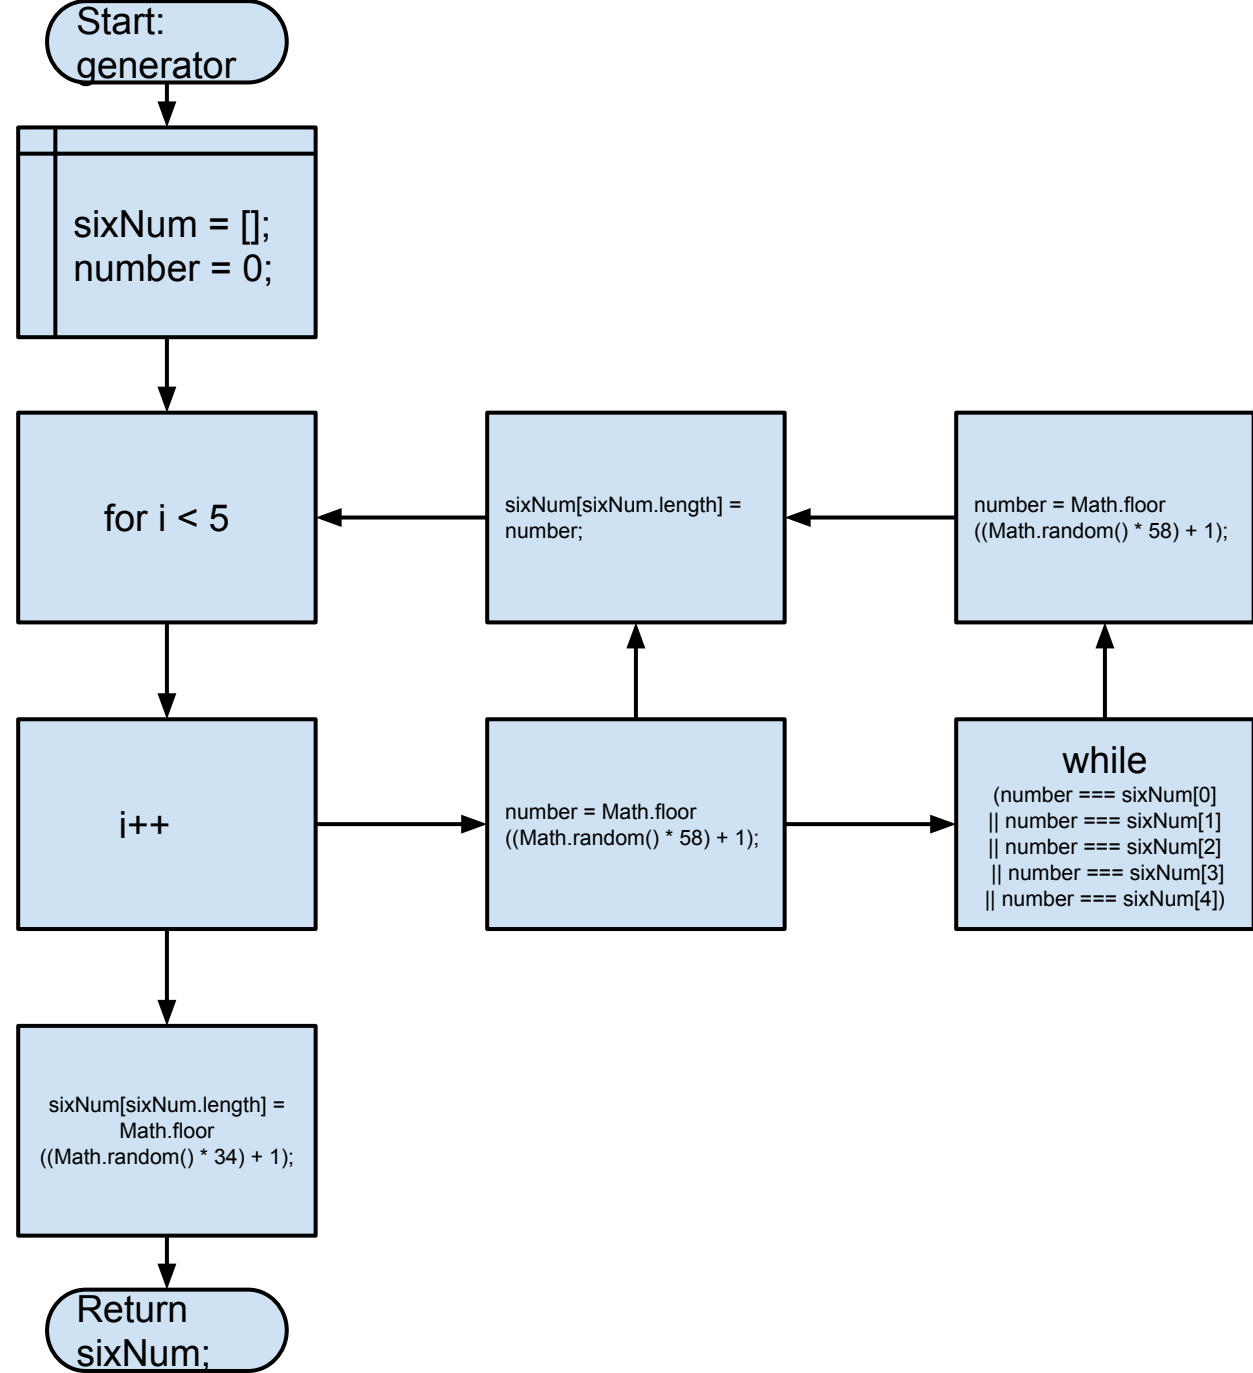 Start:
generator
sixNum = [];
number = 0;
for i < 5
sixNum[sixNum.length] =
number;
number = Math.floor
((Math.random() * 58) + 1);
i++
number = Math.floor
((Math.random() * 58) + 1);
while
(number === sixNum[0]
|| number === sixNum[1]
|| number === sixNum[2]
|| number === sixNum[3]
|| number === sixNum[4])
sixNum[sixNum.length] =
Math.floor
((Math.random() * 34) + 1);
Return
sixNum;